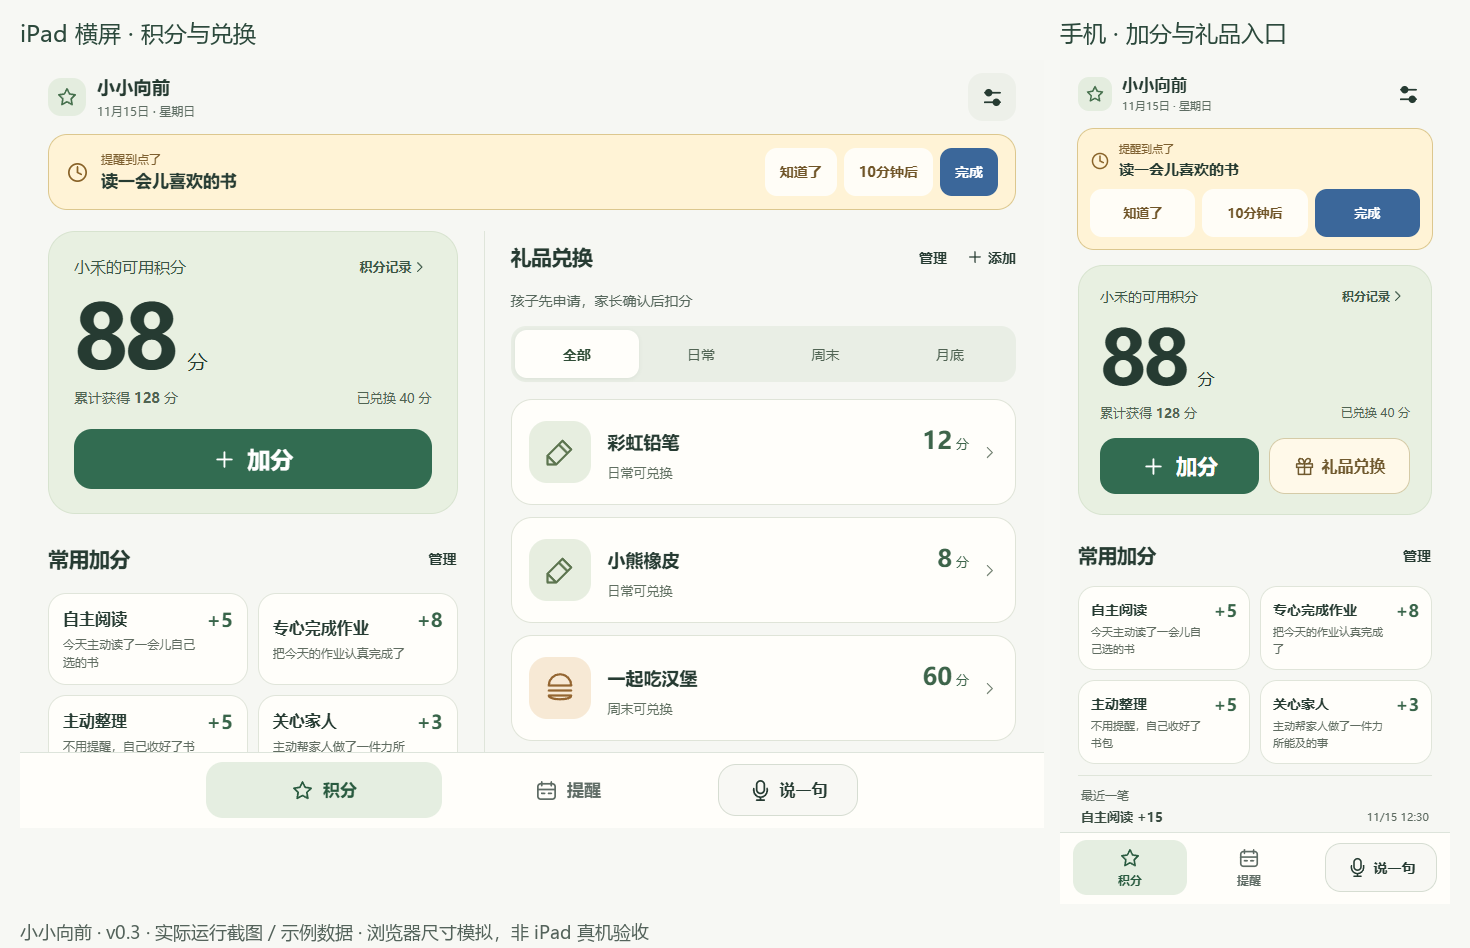 iPad 横屏 · 积分与兑换
小小向前
11月15日 · 星期日
提醒到点了
读一会儿喜欢的书
知道了
10分钟后
完成
小禾的可用积分
积分记录
88 分
累计获得 128 分
已兑换 40 分
加分
常用加分
管理
自主阅读
+5
今天主动读了一会儿自己
选的书
专心完成作业
+8
把今天的作业认真完成了
主动整理
+5
不用提醒，自己收好了书
关心家人
+3
主动帮家人做了一件力所
礼品兑换
管理
添加
孩子先申请，家长确认后扣分
全部
日常
周末
月底
彩虹铅笔
12 分
日常可兑换
小熊橡皮
8 分
日常可兑换
一起吃汉堡
60 分
周末可兑换
积分
提醒
说一句
手机 · 加分与礼品入口
小小向前
11月15日 · 星期日
提醒到点了
读一会儿喜欢的书
知道了
10分钟后
完成
小禾的可用积分
积分记录
88 分
累计获得 128 分
已兑换 40 分
加分
礼品兑换
常用加分
管理
自主阅读
+5
今天主动读了一会儿自
己选的书
专心完成作业
+8
把今天的作业认真完成
了
主动整理
+5
不用提醒，自己收好了
书包
关心家人
+3
主动帮家人做了一件力
所能及的事
最近一笔
自主阅读 +15
11/15 12:30
积分
提醒
说一句
小小向前 · v0.3 · 实际运行截图 / 示例数据 · 浏览器尺寸模拟，非 iPad 真机验收